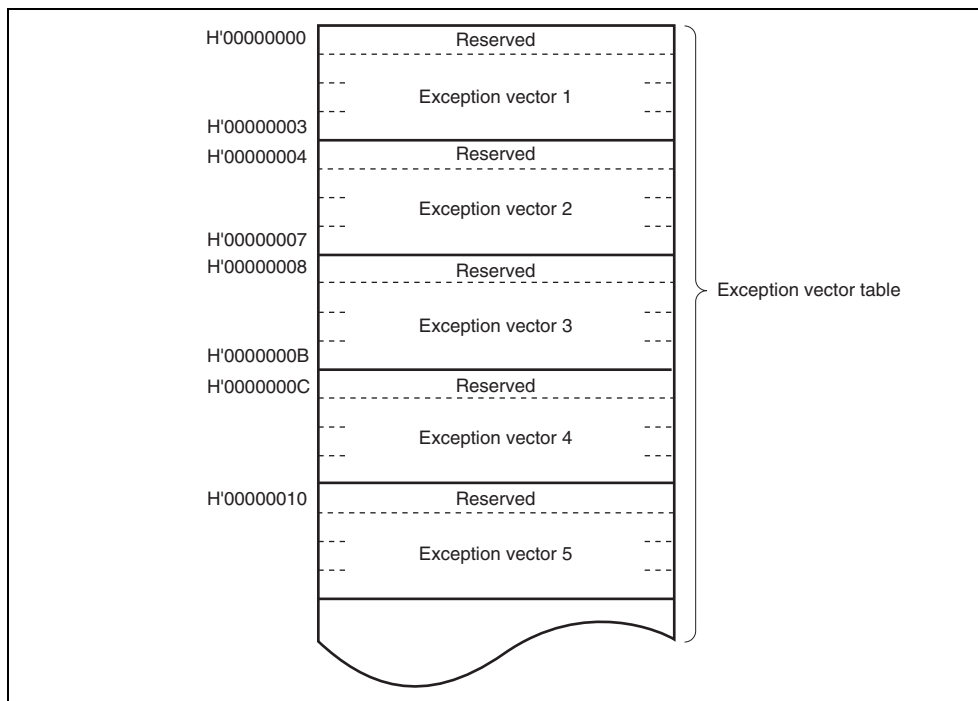 H'00000000 Reserved
Exception vector 1
H'00000003
H'00000004 Reserved
Exception vector 2
H'00000007
H'00000008 Reserved
Exception vector 3
Exception vector table
H'0000000B
H'0000000C Reserved
Exception vector 4
H'00000010 Reserved
Exception vector 5